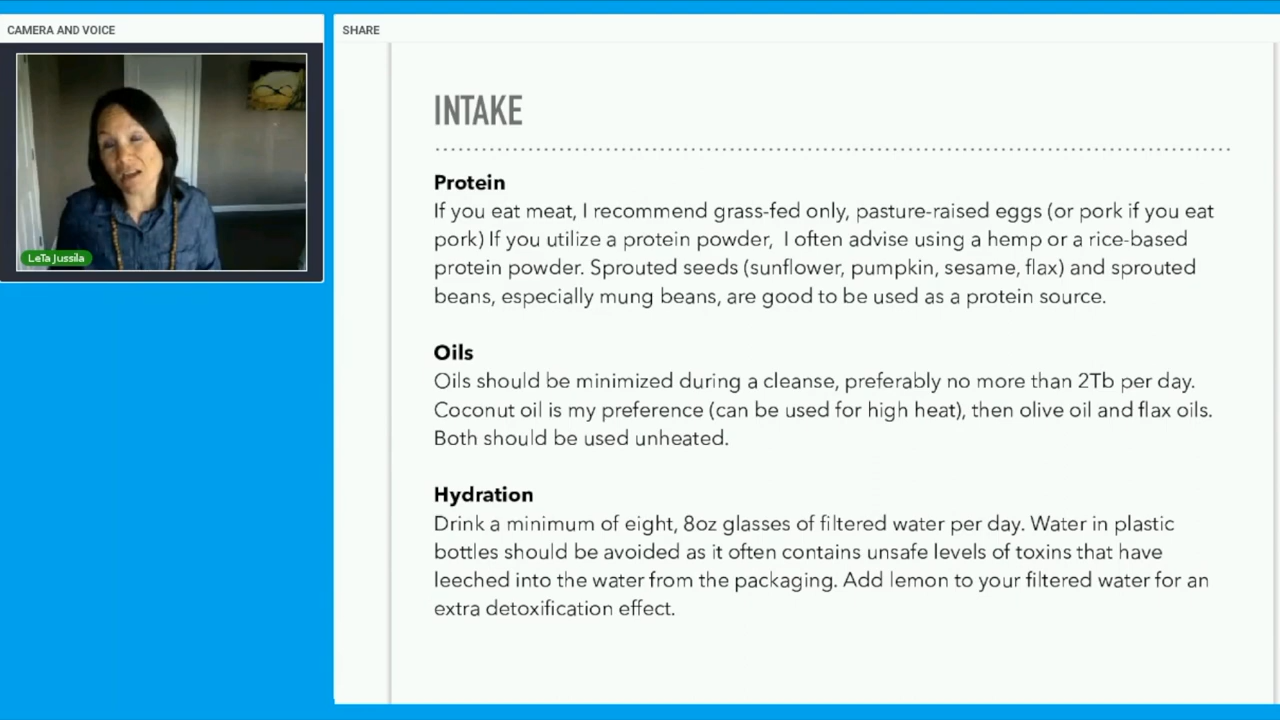 CAMERA AND VOICE
SHARE
LeTa Jussila
INTAKE
Protein
If you eat meat, I recommend grass-fed only, pasture-raised eggs (or pork if you eat
pork) If you utilize a protein powder,  I often advise using a hemp or a rice-based
protein powder. Sprouted seeds (sunflower, pumpkin, sesame, flax) and sprouted
beans, especially mung beans, are good to be used as a protein source.
Oils
Oils should be minimized during a cleanse, preferably no more than 2Tb per day.
Coconut oil is my preference (can be used for high heat), then olive oil and flax oils.
Both should be used unheated.
Hydration
Drink a minimum of eight, 8oz glasses of filtered water per day. Water in plastic
bottles should be avoided as it often contains unsafe levels of toxins that have
leeched into the water from the packaging. Add lemon to your filtered water for an
extra detoxification effect.